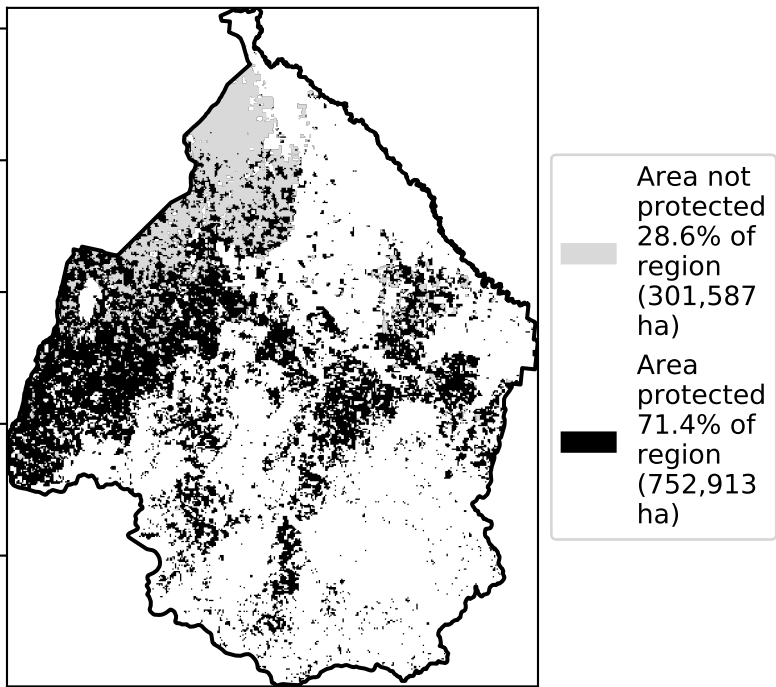 Area not
protected
28.6% of
region
(301,587
ha)
Area
protected
71.4% of
region
(752,913
ha)